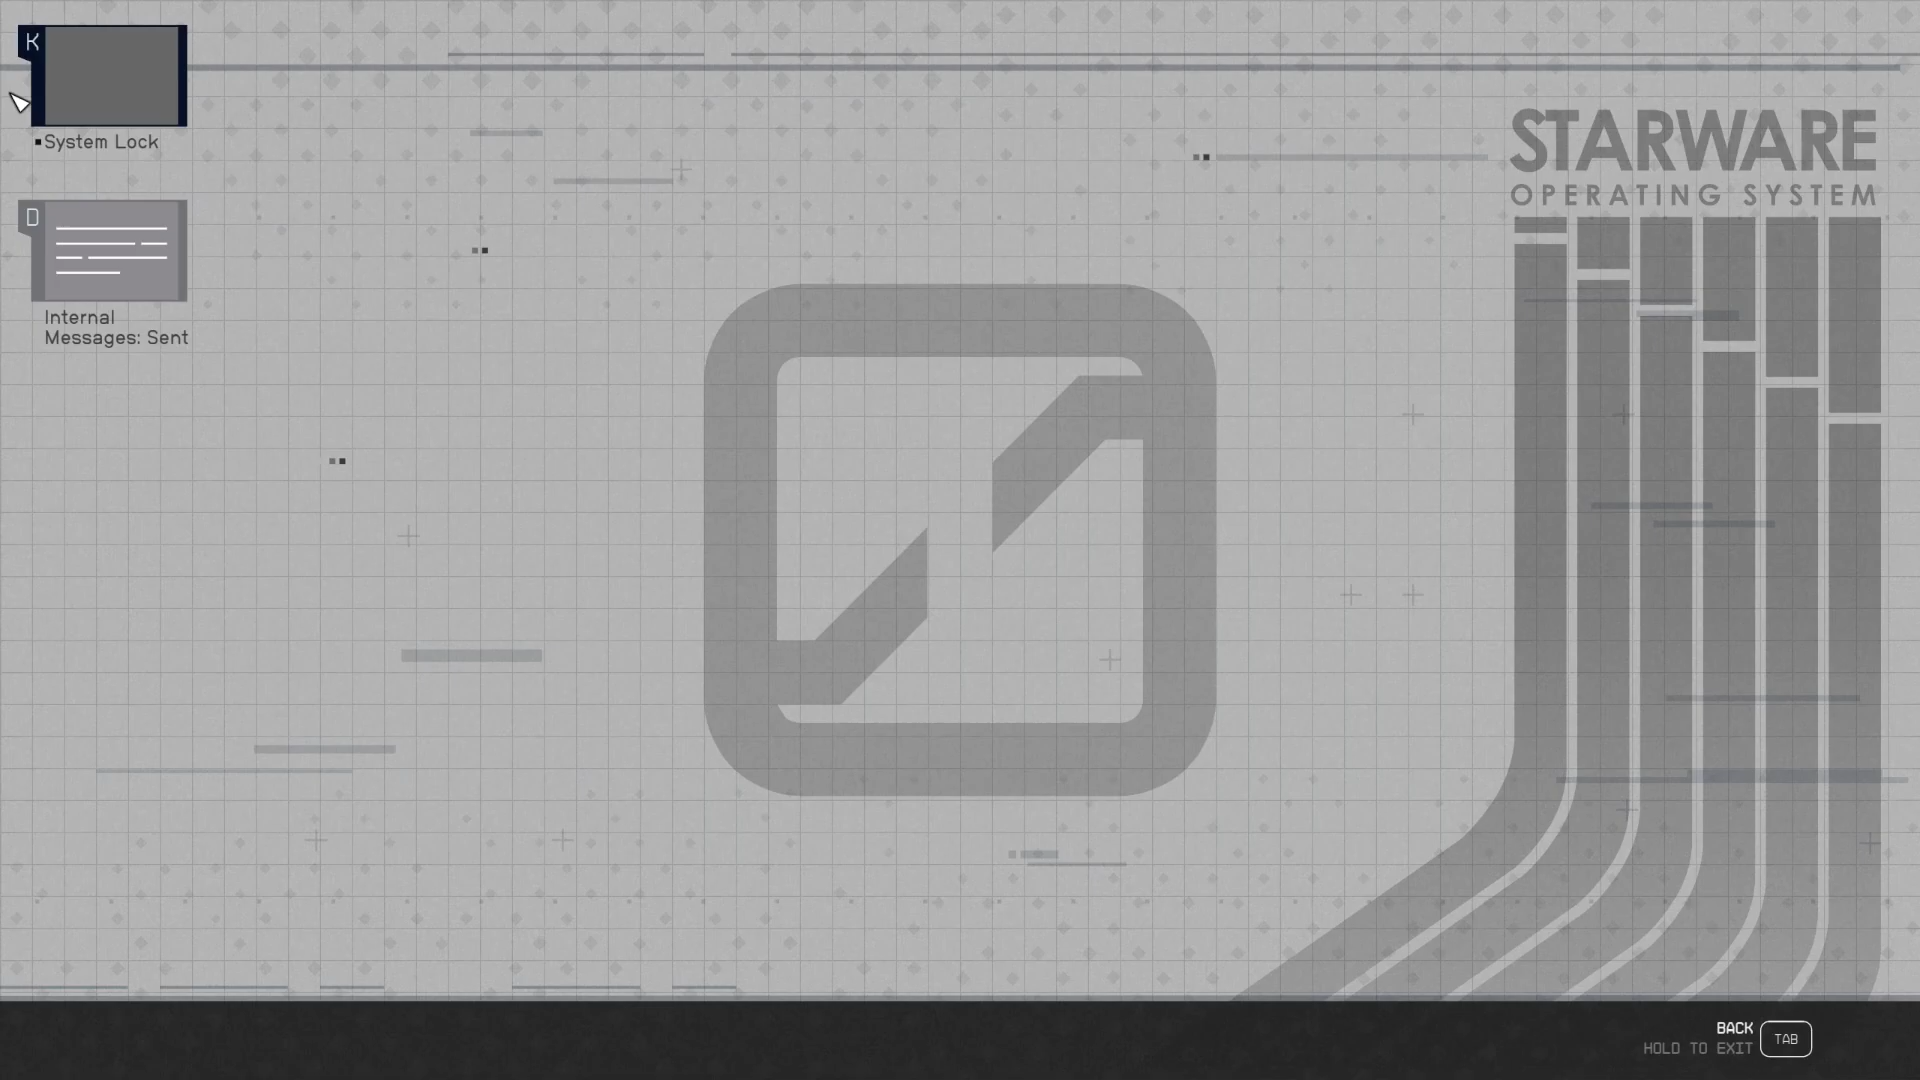 K
System Lock
D
Internal
Messages: Sent
STARWARE
OPERATING SYSTEM
BACK
HOLD TO EXIT
TAB